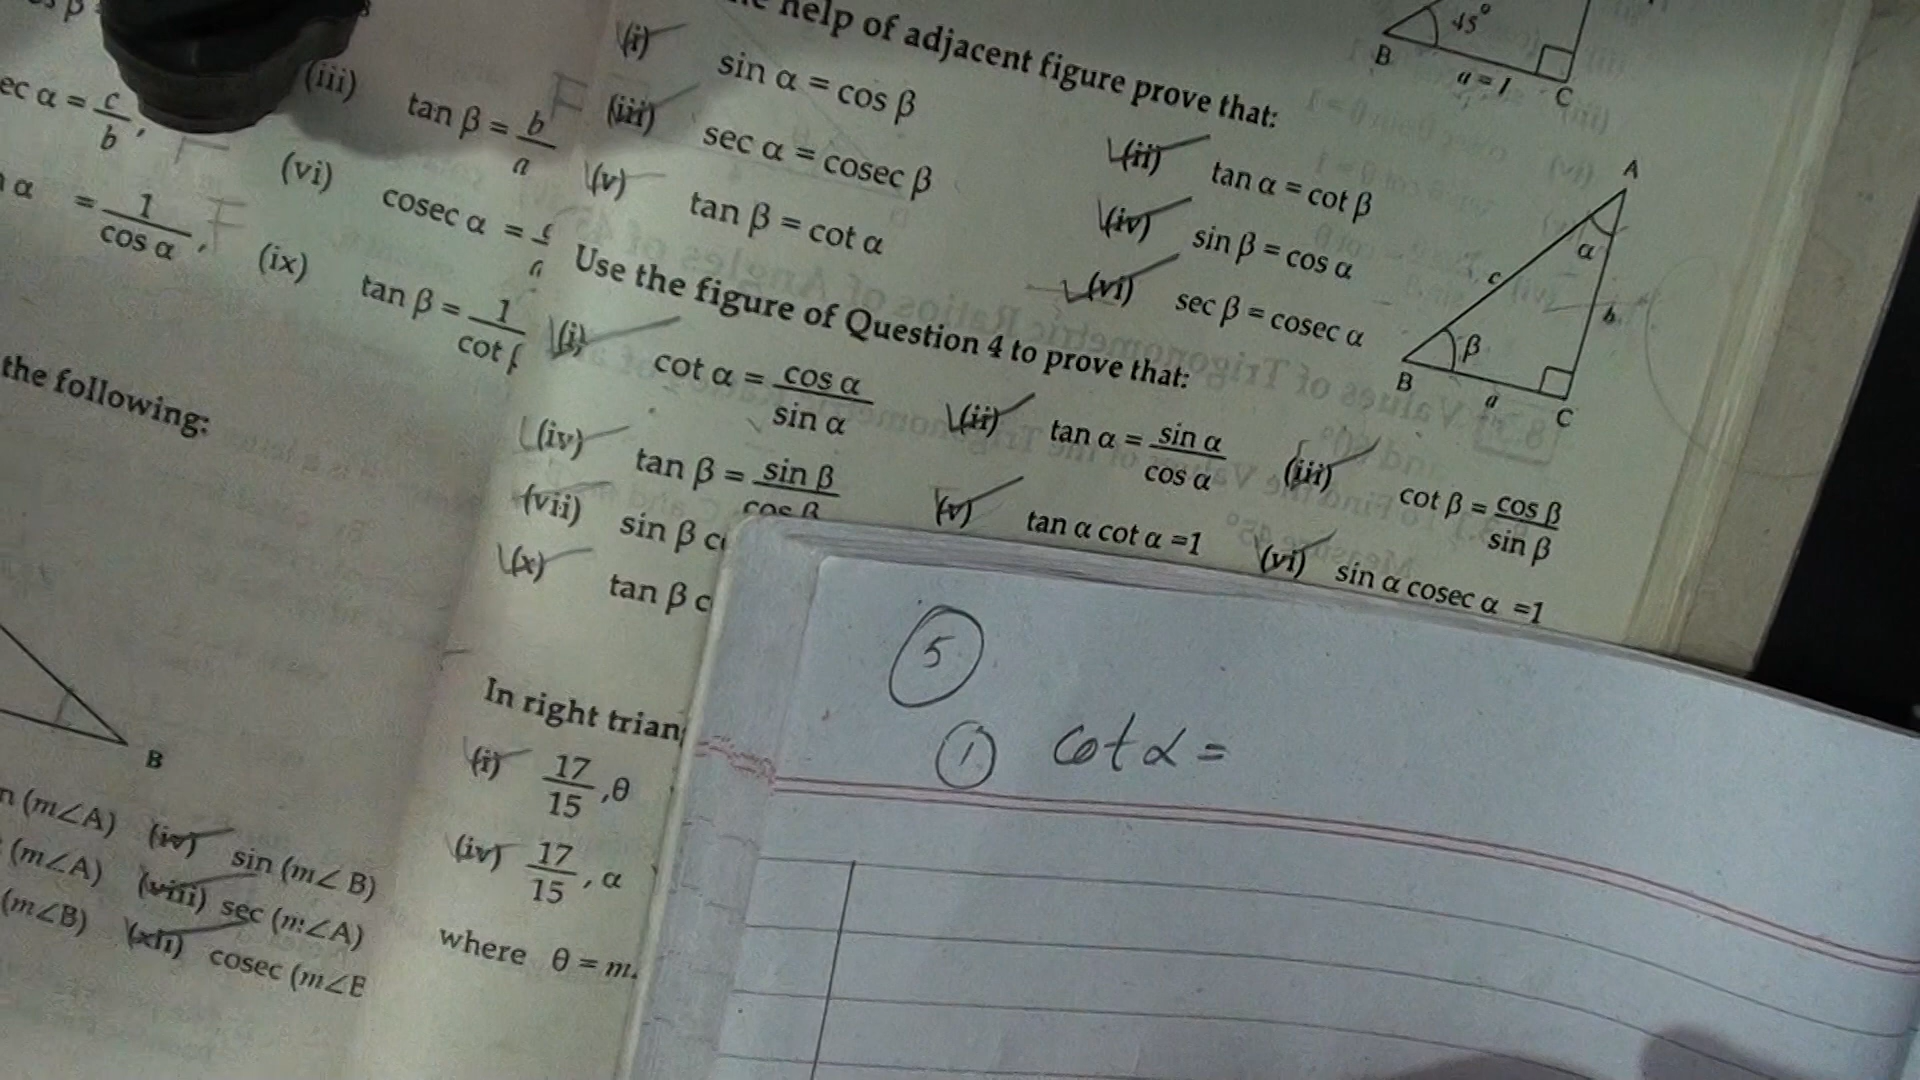 sec α = c/b,
(iii) tan β = b/a
α = 1/cos α,
(vi) cosec α =
(ix) tan β = 1/cot
the following:
B
(m∠A) (iv) sin (m∠ B)
(m∠A) (viii) sec (m∠A)
(m∠B) (xii) cosec (m∠B
help of adjacent figure prove that:
(i) sin α = cos β
(ii) tan α = cot β
(iii) sec α = cosec β
(iv) sin β = cos α
(v) tan β = cot α
(vi) sec β = cosec α
45°
B
a = 1
C
A
α
c
b
β
B
a
C
Use the figure of Question 4 to prove that:
(i) cot α = cos α/sin α
(ii) tan α = sin α/cos α
(iii) cot β = cos β/sin β
(iv) tan β = sin β/cos β
(v) tan α cot α =1
(vi) sin α cosec α =1
(vii) sin β
(x) tan β
In right
(i) 17/15 ,θ
(iv) 17/15 , α
where θ = m
5
1 cot α =